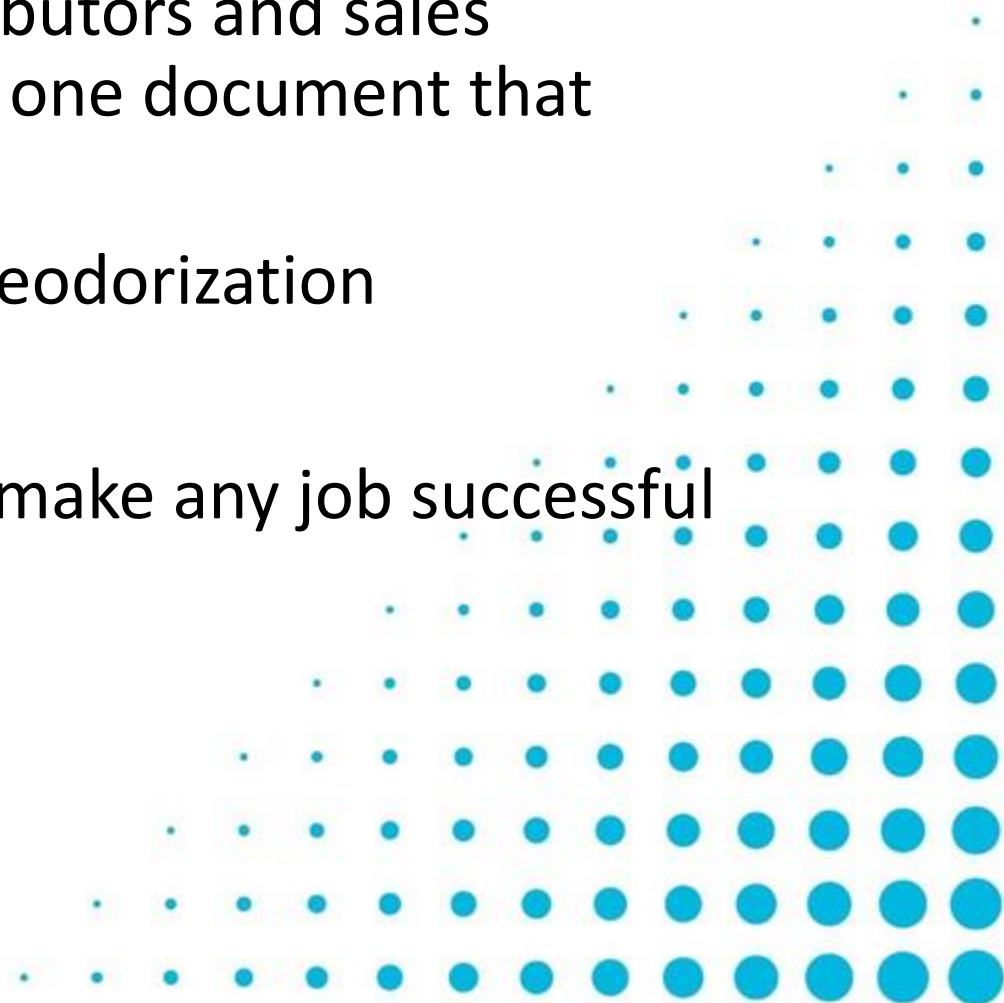 butors and sales
one document that
eodorization
make any job successful